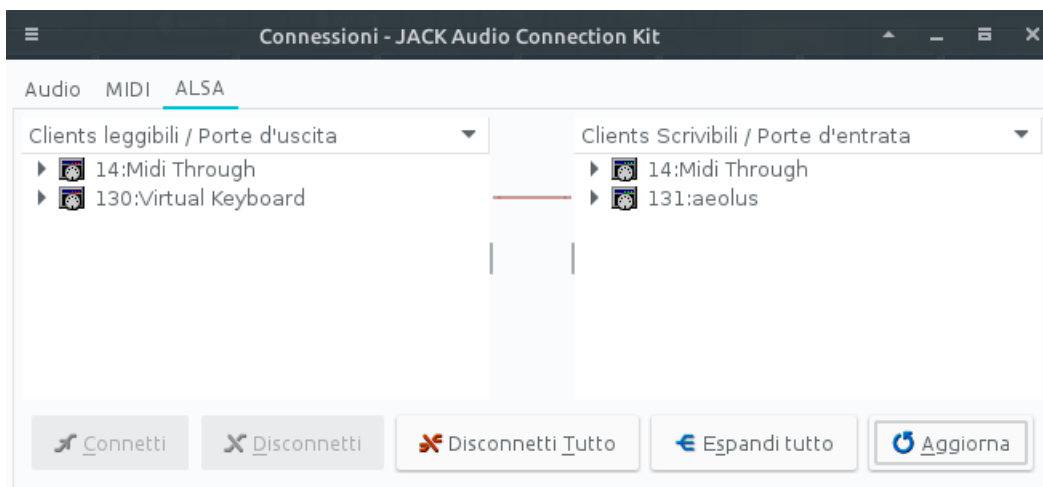 Connessioni - JACK Audio Connection Kit
Audio MIDI ALSA
Clients leggibili / Porte d'uscita
Clients Scrivibili / Porte d'entrata
14:Midi Through
130:Virtual Keyboard
14:Midi Through
131:aeolus
Connetti Disconnetti Disconnetti Tutto Espandi tutto Aggiorna